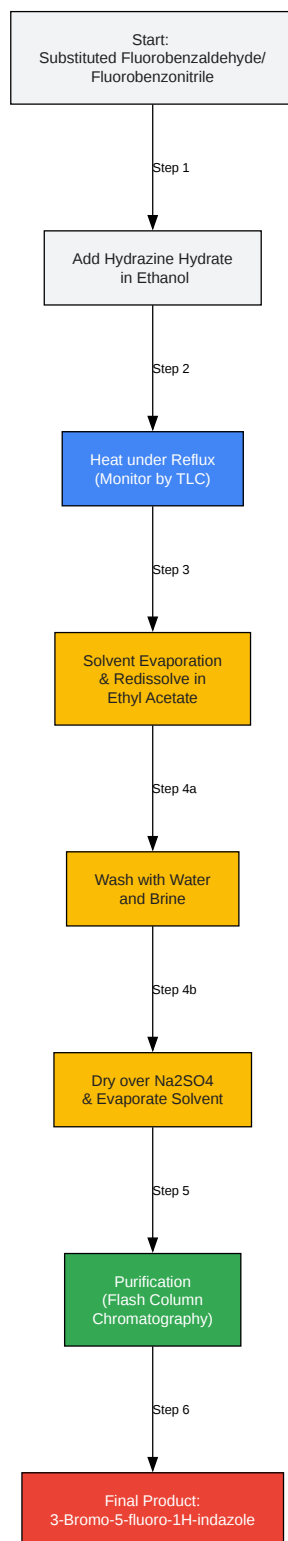 Start:
Substituted Fluorobenzaldehyde/
Fluorobenzonitrile
Step 1
Add Hydrazine Hydrate
in Ethanol
Step 2
Heat under Reflux
(Monitor by TLC)
Step 3
Solvent Evaporation
& Redissolve in
Ethyl Acetate
Step 4a
Wash with Water
and Brine
Step 4b
Dry over Na2SO4
& Evaporate Solvent
Step 5
Purification
(Flash Column
Chromatography)
Step 6
Final Product:
3-Bromo-5-fluoro-1H-indazole